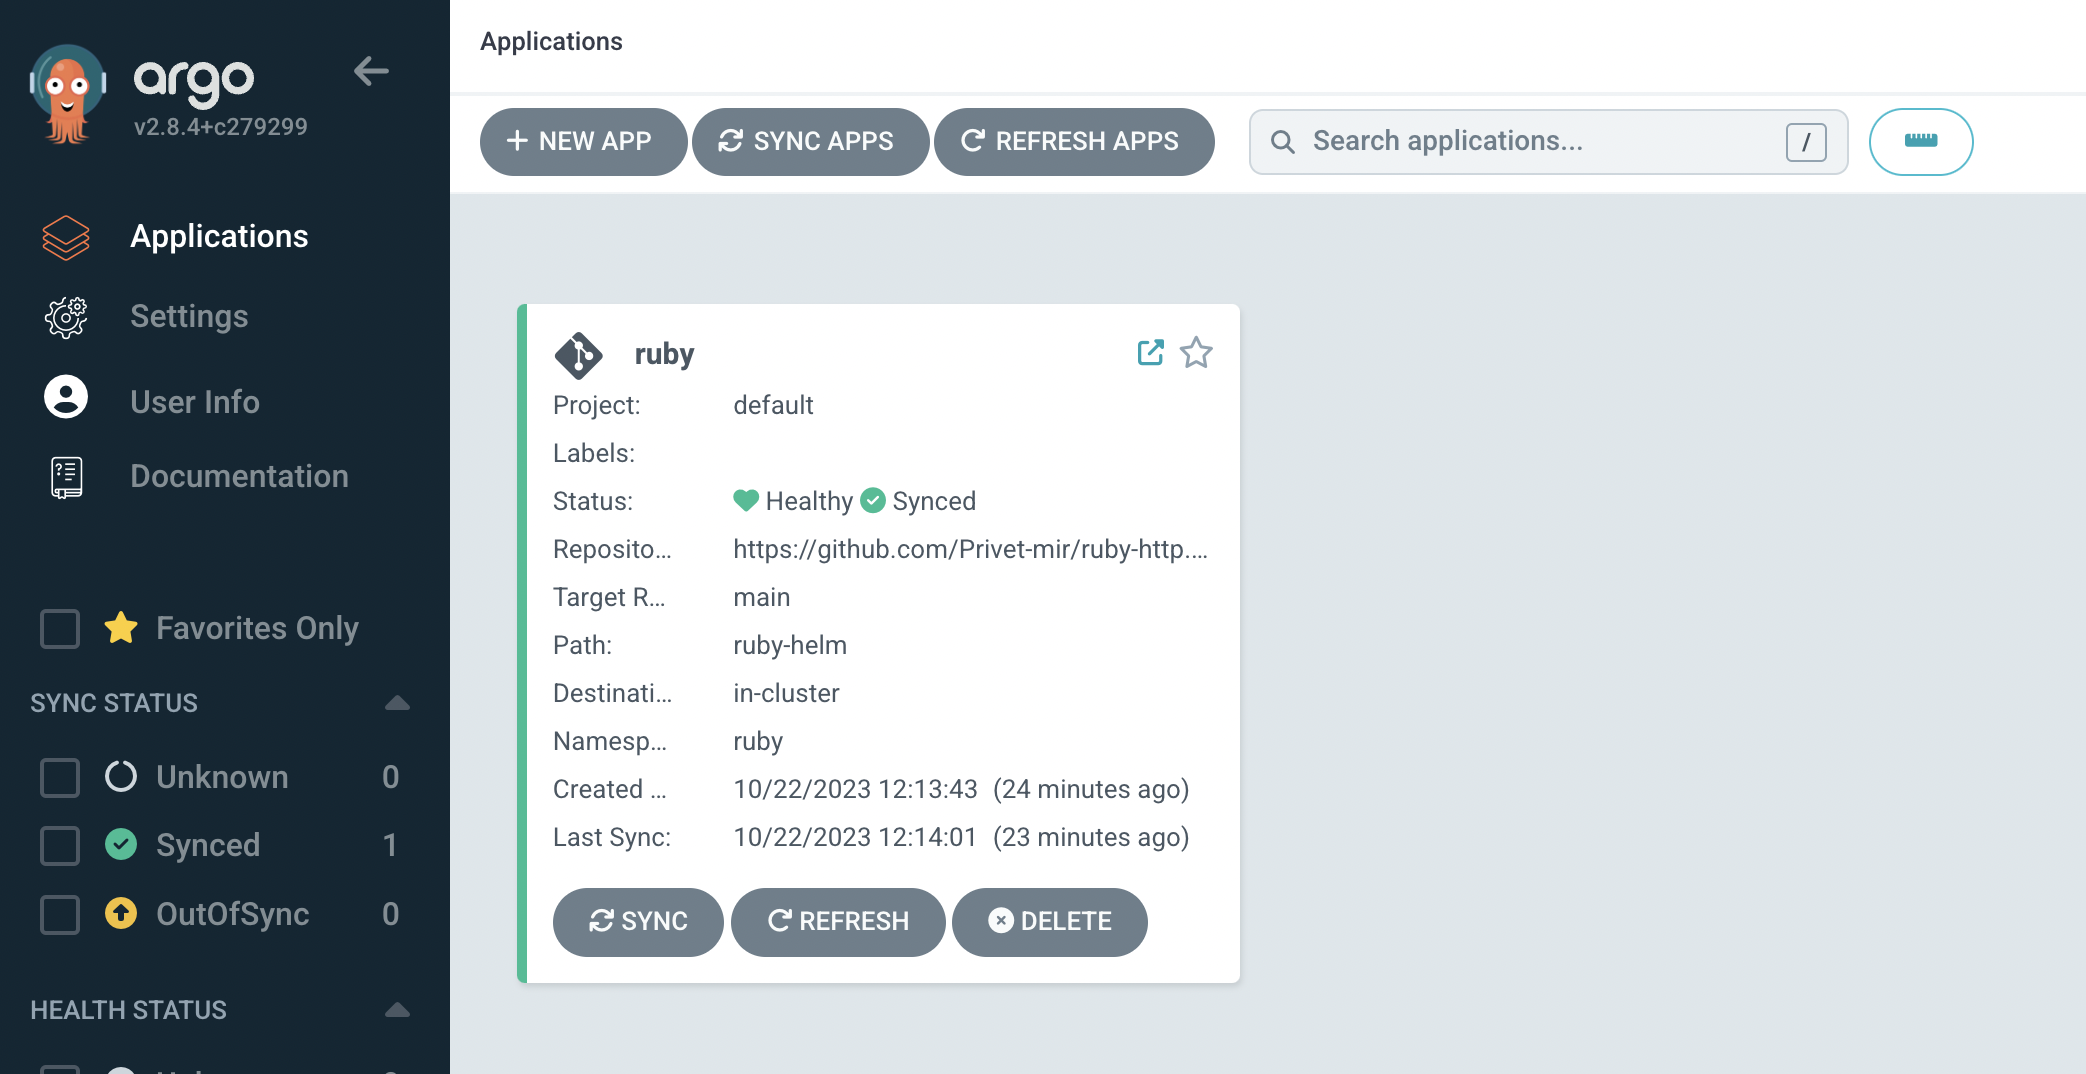 argo
v2.8.4+c279299
Applications
Settings
User Info
Documentation
Favorites Only
SYNC STATUS
Unknown 0
Synced 1
OutOfSync 0
HEALTH STATUS
Applications
NEW APP SYNC APPS REFRESH APPS Search applications... /
ruby
Project: default
Labels:
Status: Healthy Synced
Reposito... https://github.com/Privet-mir/ruby-http....
Target R... main
Path: ruby-helm
Destinati... in-cluster
Namesp... ruby
Created ... 10/22/2023 12:13:43 (24 minutes ago)
Last Sync: 10/22/2023 12:14:01 (23 minutes ago)
SYNC REFRESH DELETE